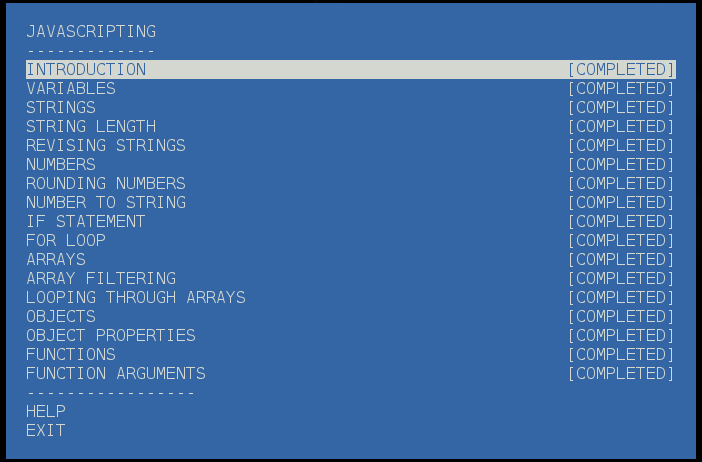 JAVASCRIPTING
-------------
INTRODUCTION [COMPLETED]
VARIABLES [COMPLETED]
STRINGS [COMPLETED]
STRING LENGTH [COMPLETED]
REVISING STRINGS [COMPLETED]
NUMBERS [COMPLETED]
ROUNDING NUMBERS [COMPLETED]
NUMBER TO STRING [COMPLETED]
IF STATEMENT [COMPLETED]
FOR LOOP [COMPLETED]
ARRAYS [COMPLETED]
ARRAY FILTERING [COMPLETED]
LOOPING THROUGH ARRAYS [COMPLETED]
OBJECTS [COMPLETED]
OBJECT PROPERTIES [COMPLETED]
FUNCTIONS [COMPLETED]
FUNCTION ARGUMENTS [COMPLETED]
-----------------
HELP
EXIT